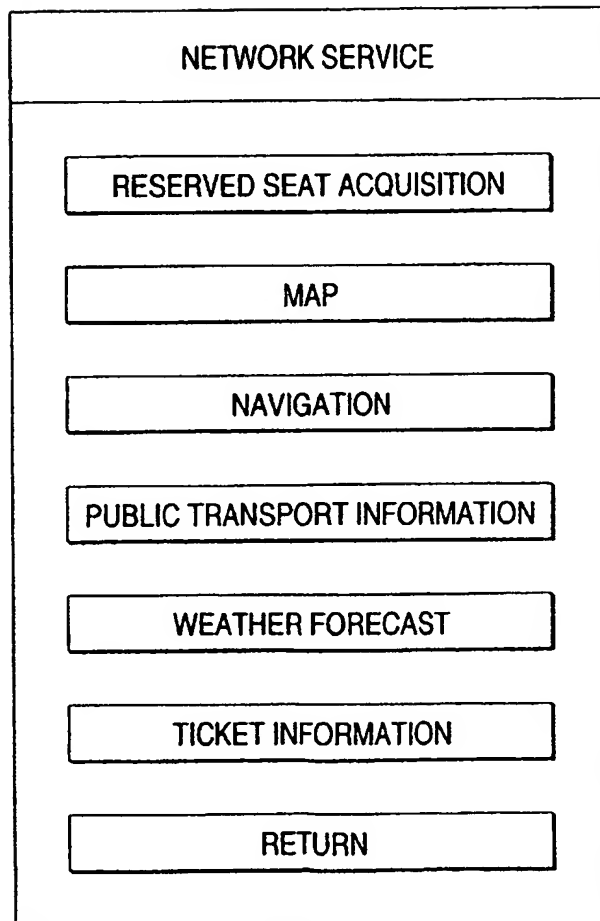 NETWORK SERVICE
RESERVED SEAT ACQUISITION
MAP
NAVIGATION
PUBLIC TRANSPORT INFORMATION
WEATHER FORECAST
TICKET INFORMATION
RETURN